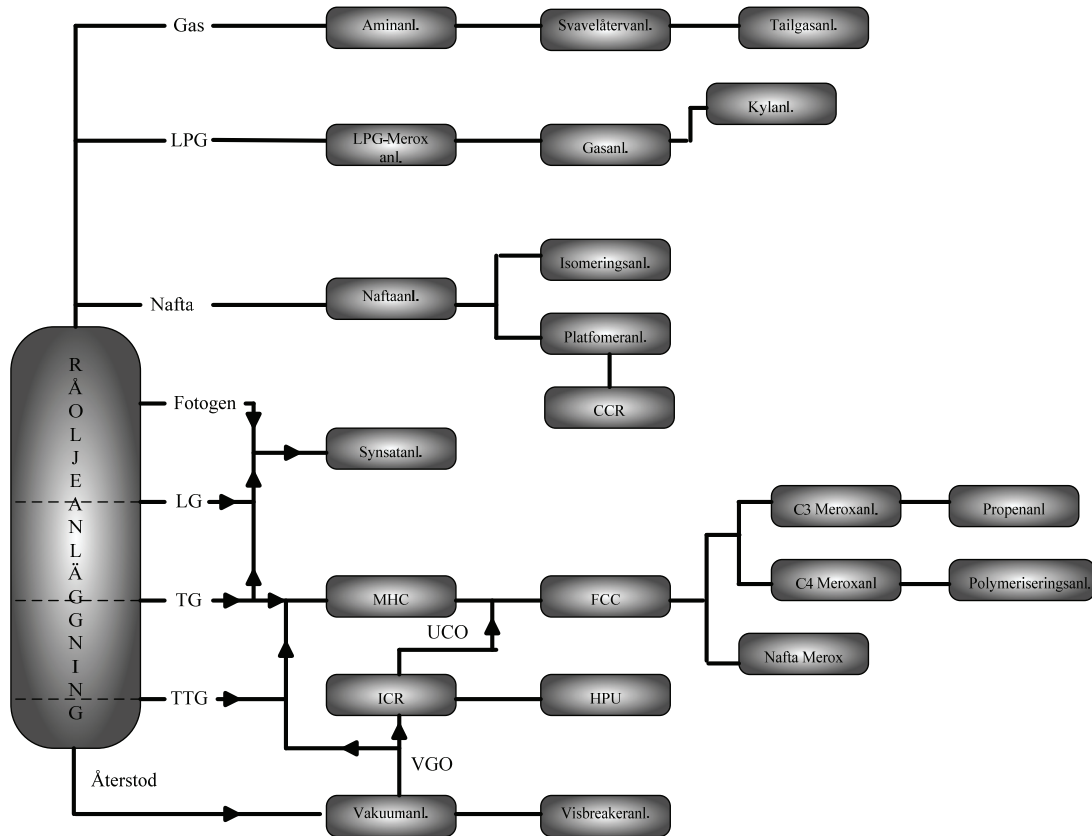 Gas
Aminanl.
Svavelåtervanl.
Tailgasanl.
Kylanl.
LPG
LPG-Merox
anl.
Gasanl.
Isomeringsanl.
Nafta
Naftaanl.
Platfomeranl.
CCR
RÅOLJEANLÄGGNING
Fotogen
Synsatanl.
LG
C3 Meroxanl.
Propenanl
TG
MHC
FCC
C4 Meroxanl
Polymeriseringsanl.
UCO
Nafta Merox
TTG
ICR
HPU
VGO
Återstod
Vakuumanl.
Visbreakeranl.